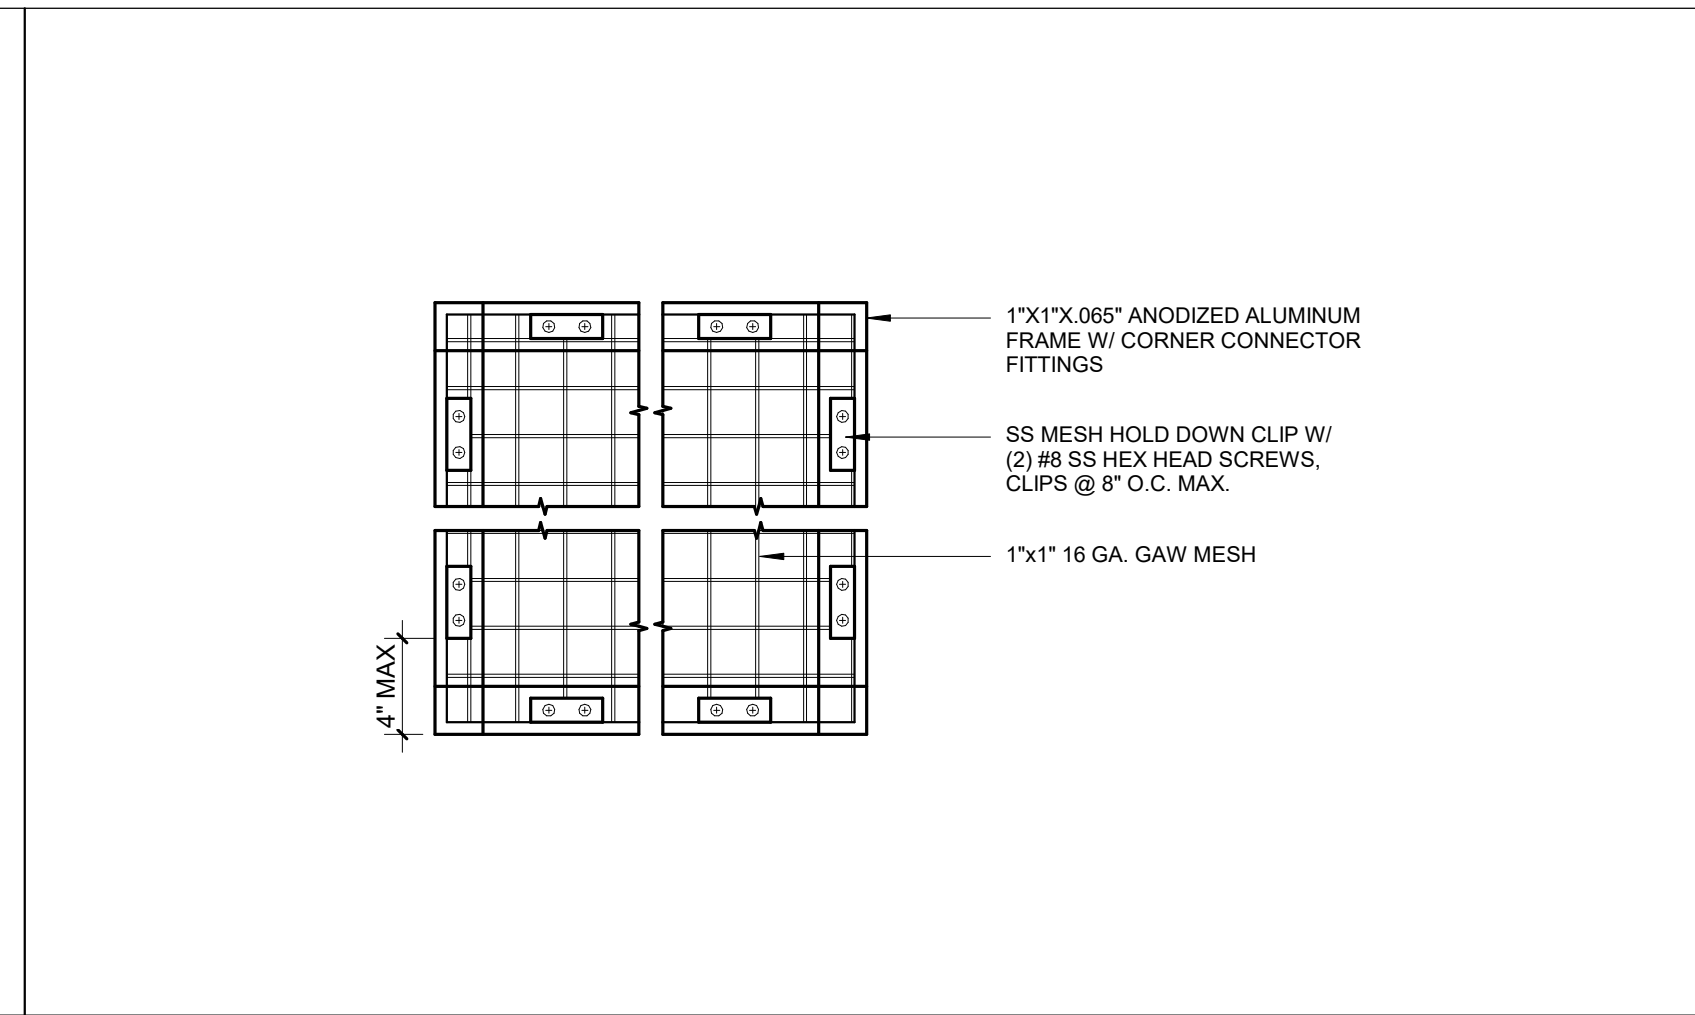 1"X1"X.065" ANODIZED ALUMINUM
FRAME W/ CORNER CONNECTOR
FITTINGS
SS MESH HOLD DOWN CLIP W/
(2) #8 SS HEX HEAD SCREWS,
CLIPS @ 8" O.C. MAX.
1"x1" 16 GA. GAW MESH
4" MAX